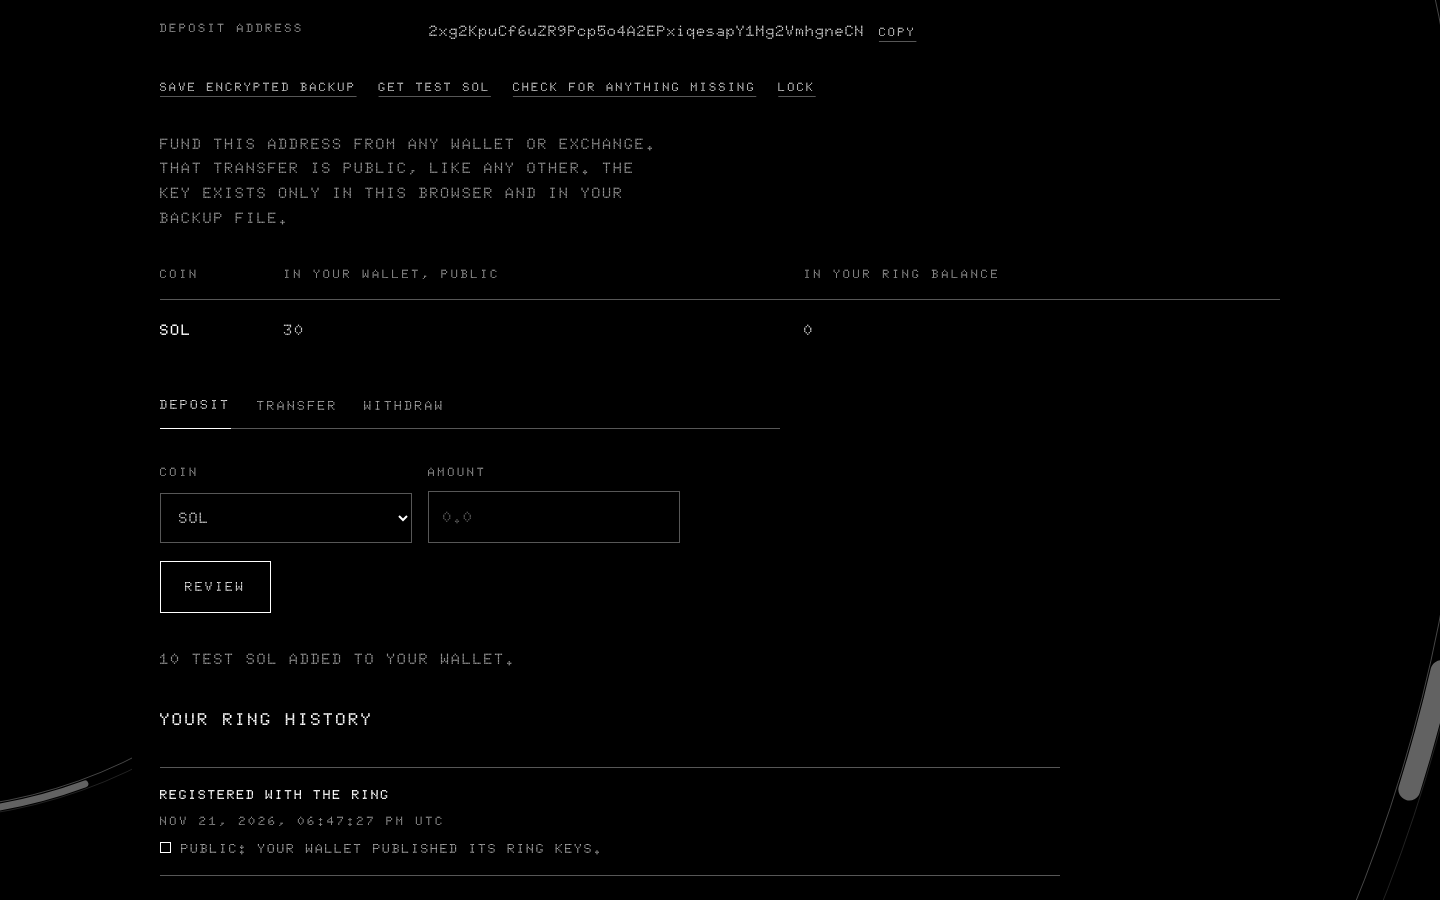 DEPOSIT ADDRESS
2xg2KpuCf6uZR9Pcp5o4A2EPxiqesapY1Mg2VmhgneCN COPY
SAVE ENCRYPTED BACKUP GET TEST SOL CHECK FOR ANYTHING MISSING LOCK
FUND THIS ADDRESS FROM ANY WALLET OR EXCHANGE.
THAT TRANSFER IS PUBLIC, LIKE ANY OTHER. THE
KEY EXISTS ONLY IN THIS BROWSER AND IN YOUR
BACKUP FILE.
COIN IN YOUR WALLET, PUBLIC IN YOUR RING BALANCE
SOL 30 0
DEPOSIT TRANSFER WITHDRAW
COIN AMOUNT
SOL 0.0
REVIEW
10 TEST SOL ADDED TO YOUR WALLET.
YOUR RING HISTORY
REGISTERED WITH THE RING
NOV 21, 2026, 06:47:27 PM UTC
PUBLIC: YOUR WALLET PUBLISHED ITS RING KEYS.